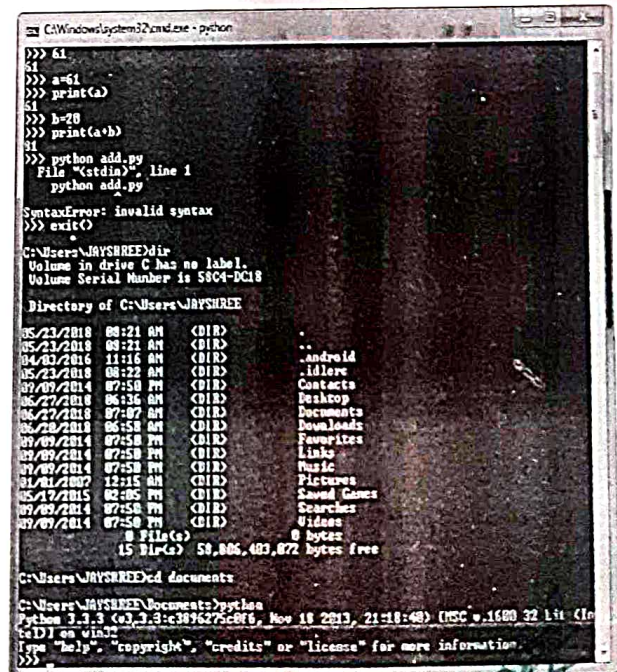 C:\Windows\system32\cmd.exe - python
>>> 61
61
>>> a=61
>>> print(a)
61
>>> b=20
>>> print(a+b)
81
>>> python add.py
File "<stdin>", line 1
python add.py
^
SyntaxError: invalid syntax
>>> exit()
C:\Users\JAYSHREE>dir
Volume in drive C has no label.
Volume Serial Number is 58C4-DC18
Directory of C:\Users\JAYSHREE
05/23/2018 08:21 AM <DIR> .
05/23/2018 08:21 AM <DIR> ..
04/03/2016 11:16 AM <DIR> .android
05/23/2018 08:22 AM <DIR> .idlerc
09/09/2014 07:50 PM <DIR> Contacts
06/27/2018 06:36 AM <DIR> Desktop
06/27/2018 07:07 AM <DIR> Documents
06/20/2018 06:58 AM <DIR> Downloads
09/09/2014 07:50 PM <DIR> Favorites
09/09/2014 07:50 PM <DIR> Links
09/09/2014 07:50 PM <DIR> Music
01/01/2007 12:15 AM <DIR> Pictures
05/17/2015 02:05 PM <DIR> Saved Games
09/09/2014 07:50 PM <DIR> Searches
09/09/2014 07:50 PM <DIR> Videos
0 File(s) 0 bytes
15 Dir(s) 58,806,403,072 bytes free
C:\Users\JAYSHREE>cd documents
C:\Users\JAYSHREE\Documents>python
Python 3.3.3 (v3.3.3:c3896275c0f6, Nov 18 2013, 21:18:40) [MSC v.1600 32 bit (In
tel)] on win32
Type "help", "copyright", "credits" or "license" for more information.
>>>